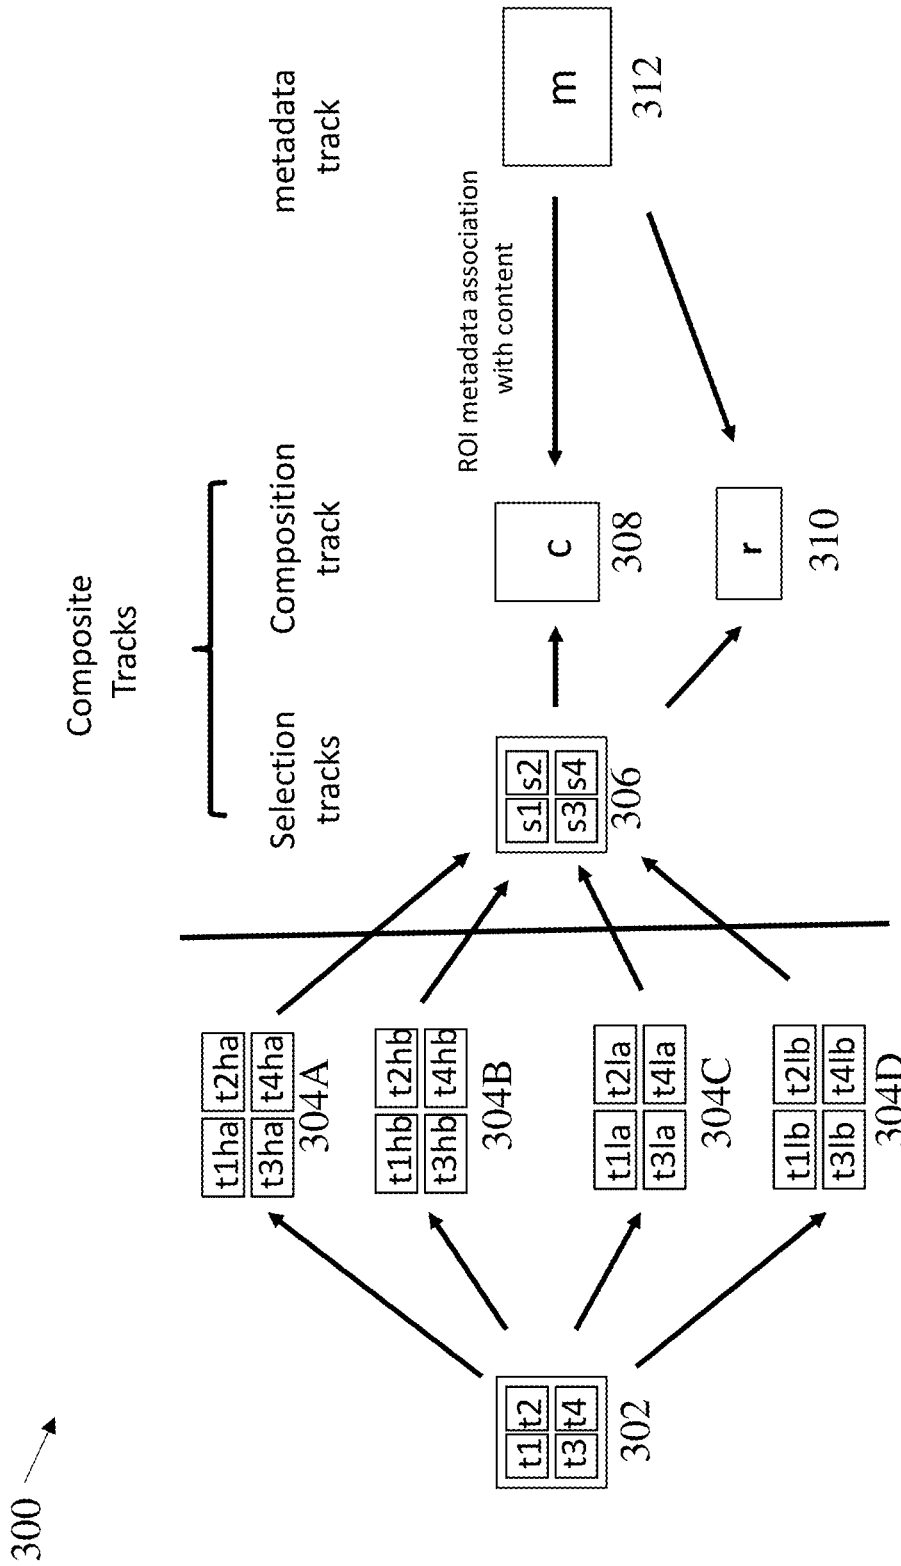 300
Composite
Tracks
Selection
tracks
Composition
track
metadata
track
t1 t2
t3 t4
302
t1ha t2ha
t3ha t4ha
304A
t1hb t2hb
t3hb t4hb
304B
t1la t2la
t3la t4la
304C
t1lb t2lb
t3lb t4lb
304D
s1 s2
s3 s4
306
c
308
r
310
ROI metadata association
with content
m
312